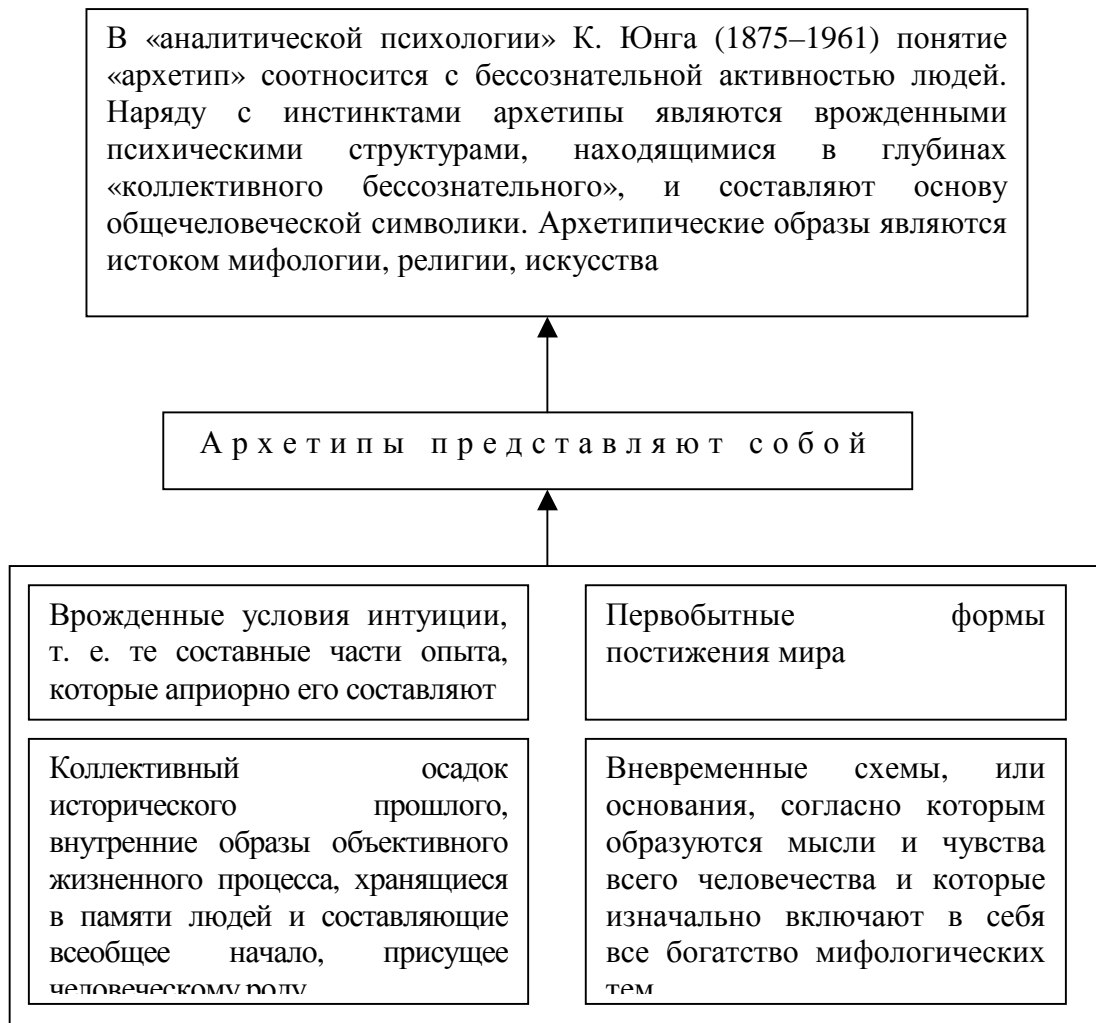 В «аналитической психологии» К. Юнга (1875–1961) понятие
«архетип» соотносится с бессознательной активностью людей.
Наряду с инстинктами архетипы являются врожденными
психическими структурами, находящимися в глубинах
«коллективного бессознательного», и составляют основу
общечеловеческой символики. Архетипические образы являются
истоком мифологии, религии, искусства
Архетипы представляют собой
Врожденные условия интуиции,
т. е. те составные части опыта,
которые априорно его составляют
Первобытные формы
постижения мира
Коллективный осадок
исторического прошлого,
внутренние образы объективного
жизненного процесса, хранящиеся
в памяти людей и составляющие
всеобщее начало, присущее
человеческому роду
Вневременные схемы, или
основания, согласно которым
образуются мысли и чувства
всего человечества и которые
изначально включают в себя
все богатство мифологических
тем